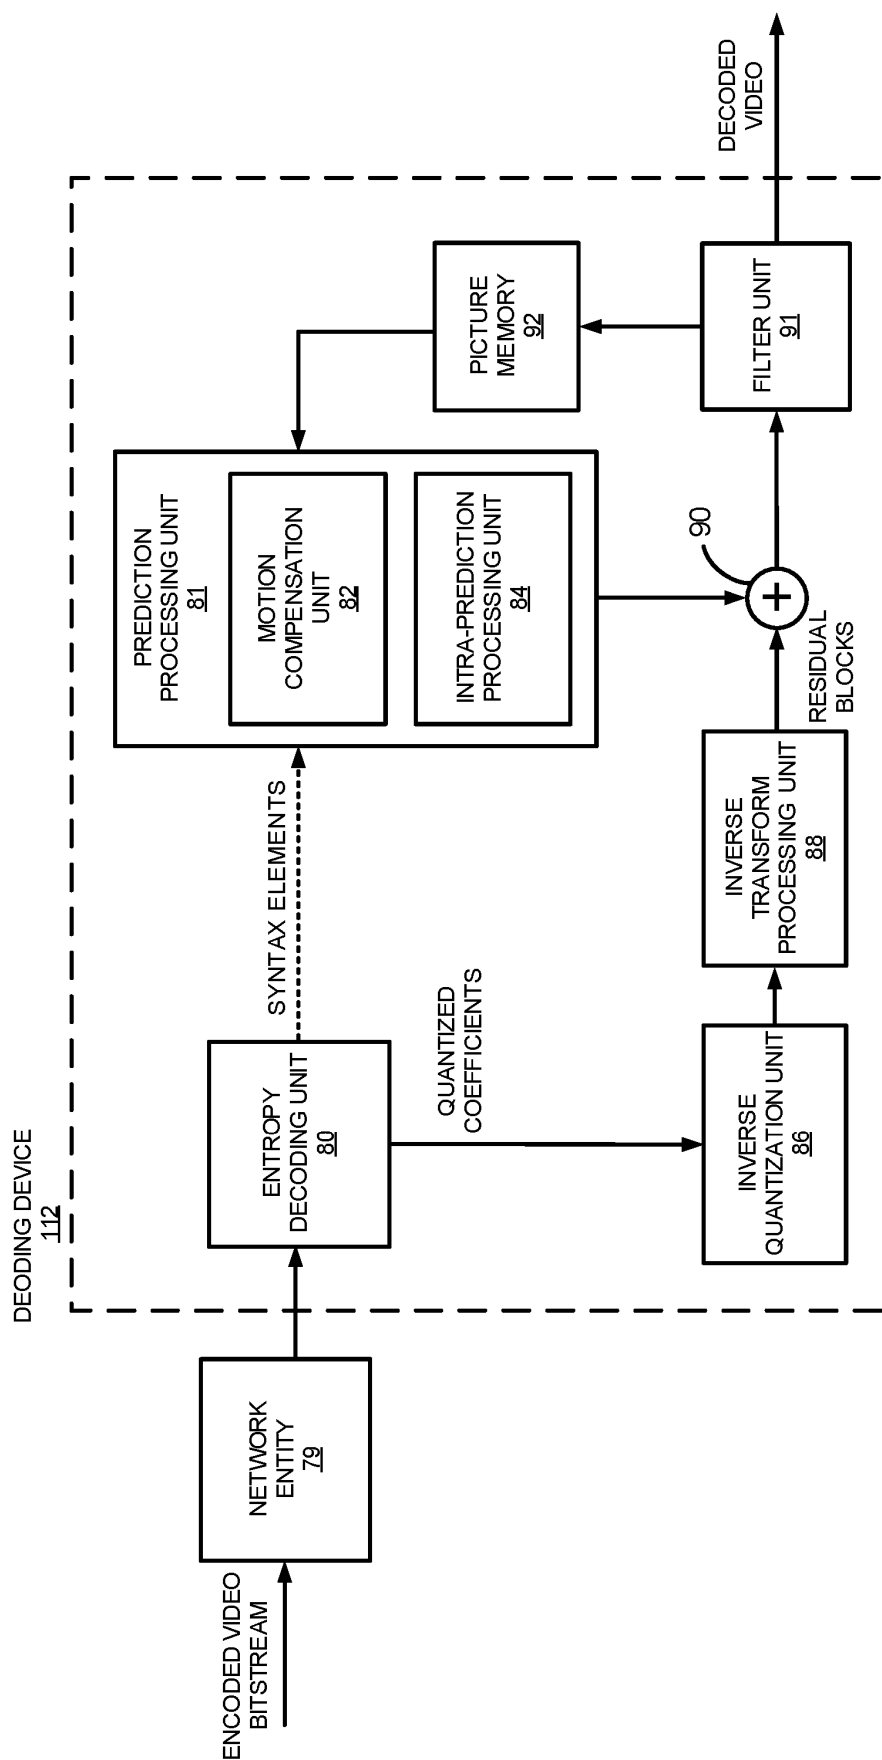 DEODING DEVICE
112
ENCODED VIDEO
BITSTREAM
NETWORK
ENTITY
79
ENTROPY
DECODING UNIT
80
SYNTAX ELEMENTS
QUANTIZED
COEFFICIENTS
PREDICTION
PROCESSING UNIT
81
MOTION
COMPENSATION
UNIT
82
INTRA-PREDICTION
PROCESSING UNIT
84
INVERSE
QUANTIZATION UNIT
86
INVERSE
TRANSFORM
PROCESSING UNIT
88
RESIDUAL
BLOCKS
90
+
PICTURE
MEMORY
92
FILTER UNIT
91
DECODED
VIDEO